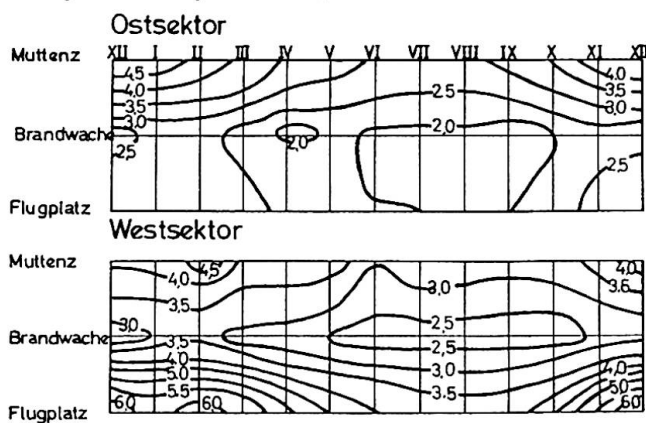 Ostsektor
Muttenz XII I II III IV V VI VII VIII IX X XI XII
4,5 4,0
4,0 3,5
3,5 2,5 3,0
3,0
Brandwache 2,0 2,0
2,5 2,5
Flugplatz
Westsektor
Muttenz 4,5 4,0
4,0 3,0 3,5
3,5
3,0 2,5
Brandwache 3,5 2,5
4,0 3,0 4,0
5,0 3,5 5,0
5,5
Flugplatz 6,0 6,0 6,0